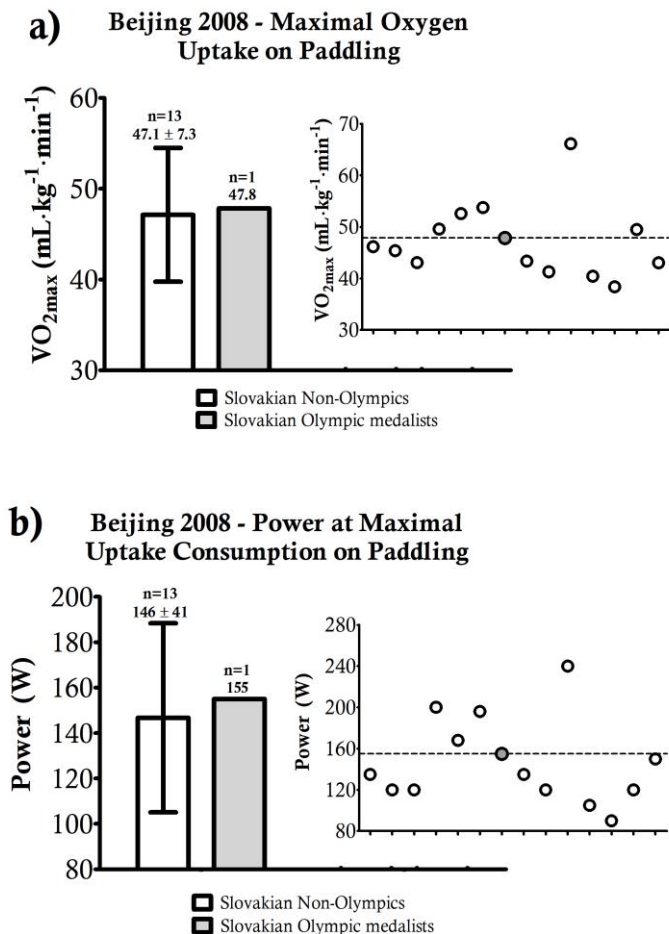 a)
Beijing 2008 - Maximal Oxygen
Uptake on Paddling
VO2max (mL·kg-1·min-1)
60
50
40
30
n=13
47.1 ± 7.3
n=1
47.8
VO2max (mL·kg-1·min-1)
70
60
50
40
30
Slovakian Non-Olympics
Slovakian Olympic medalists
b)
Beijing 2008 - Power at Maximal
Uptake Consumption on Paddling
Power (W)
200
180
160
140
120
100
80
n=13
146 ± 41
n=1
155
Power (W)
280
240
200
160
120
80
Slovakian Non-Olympics
Slovakian Olympic medalists